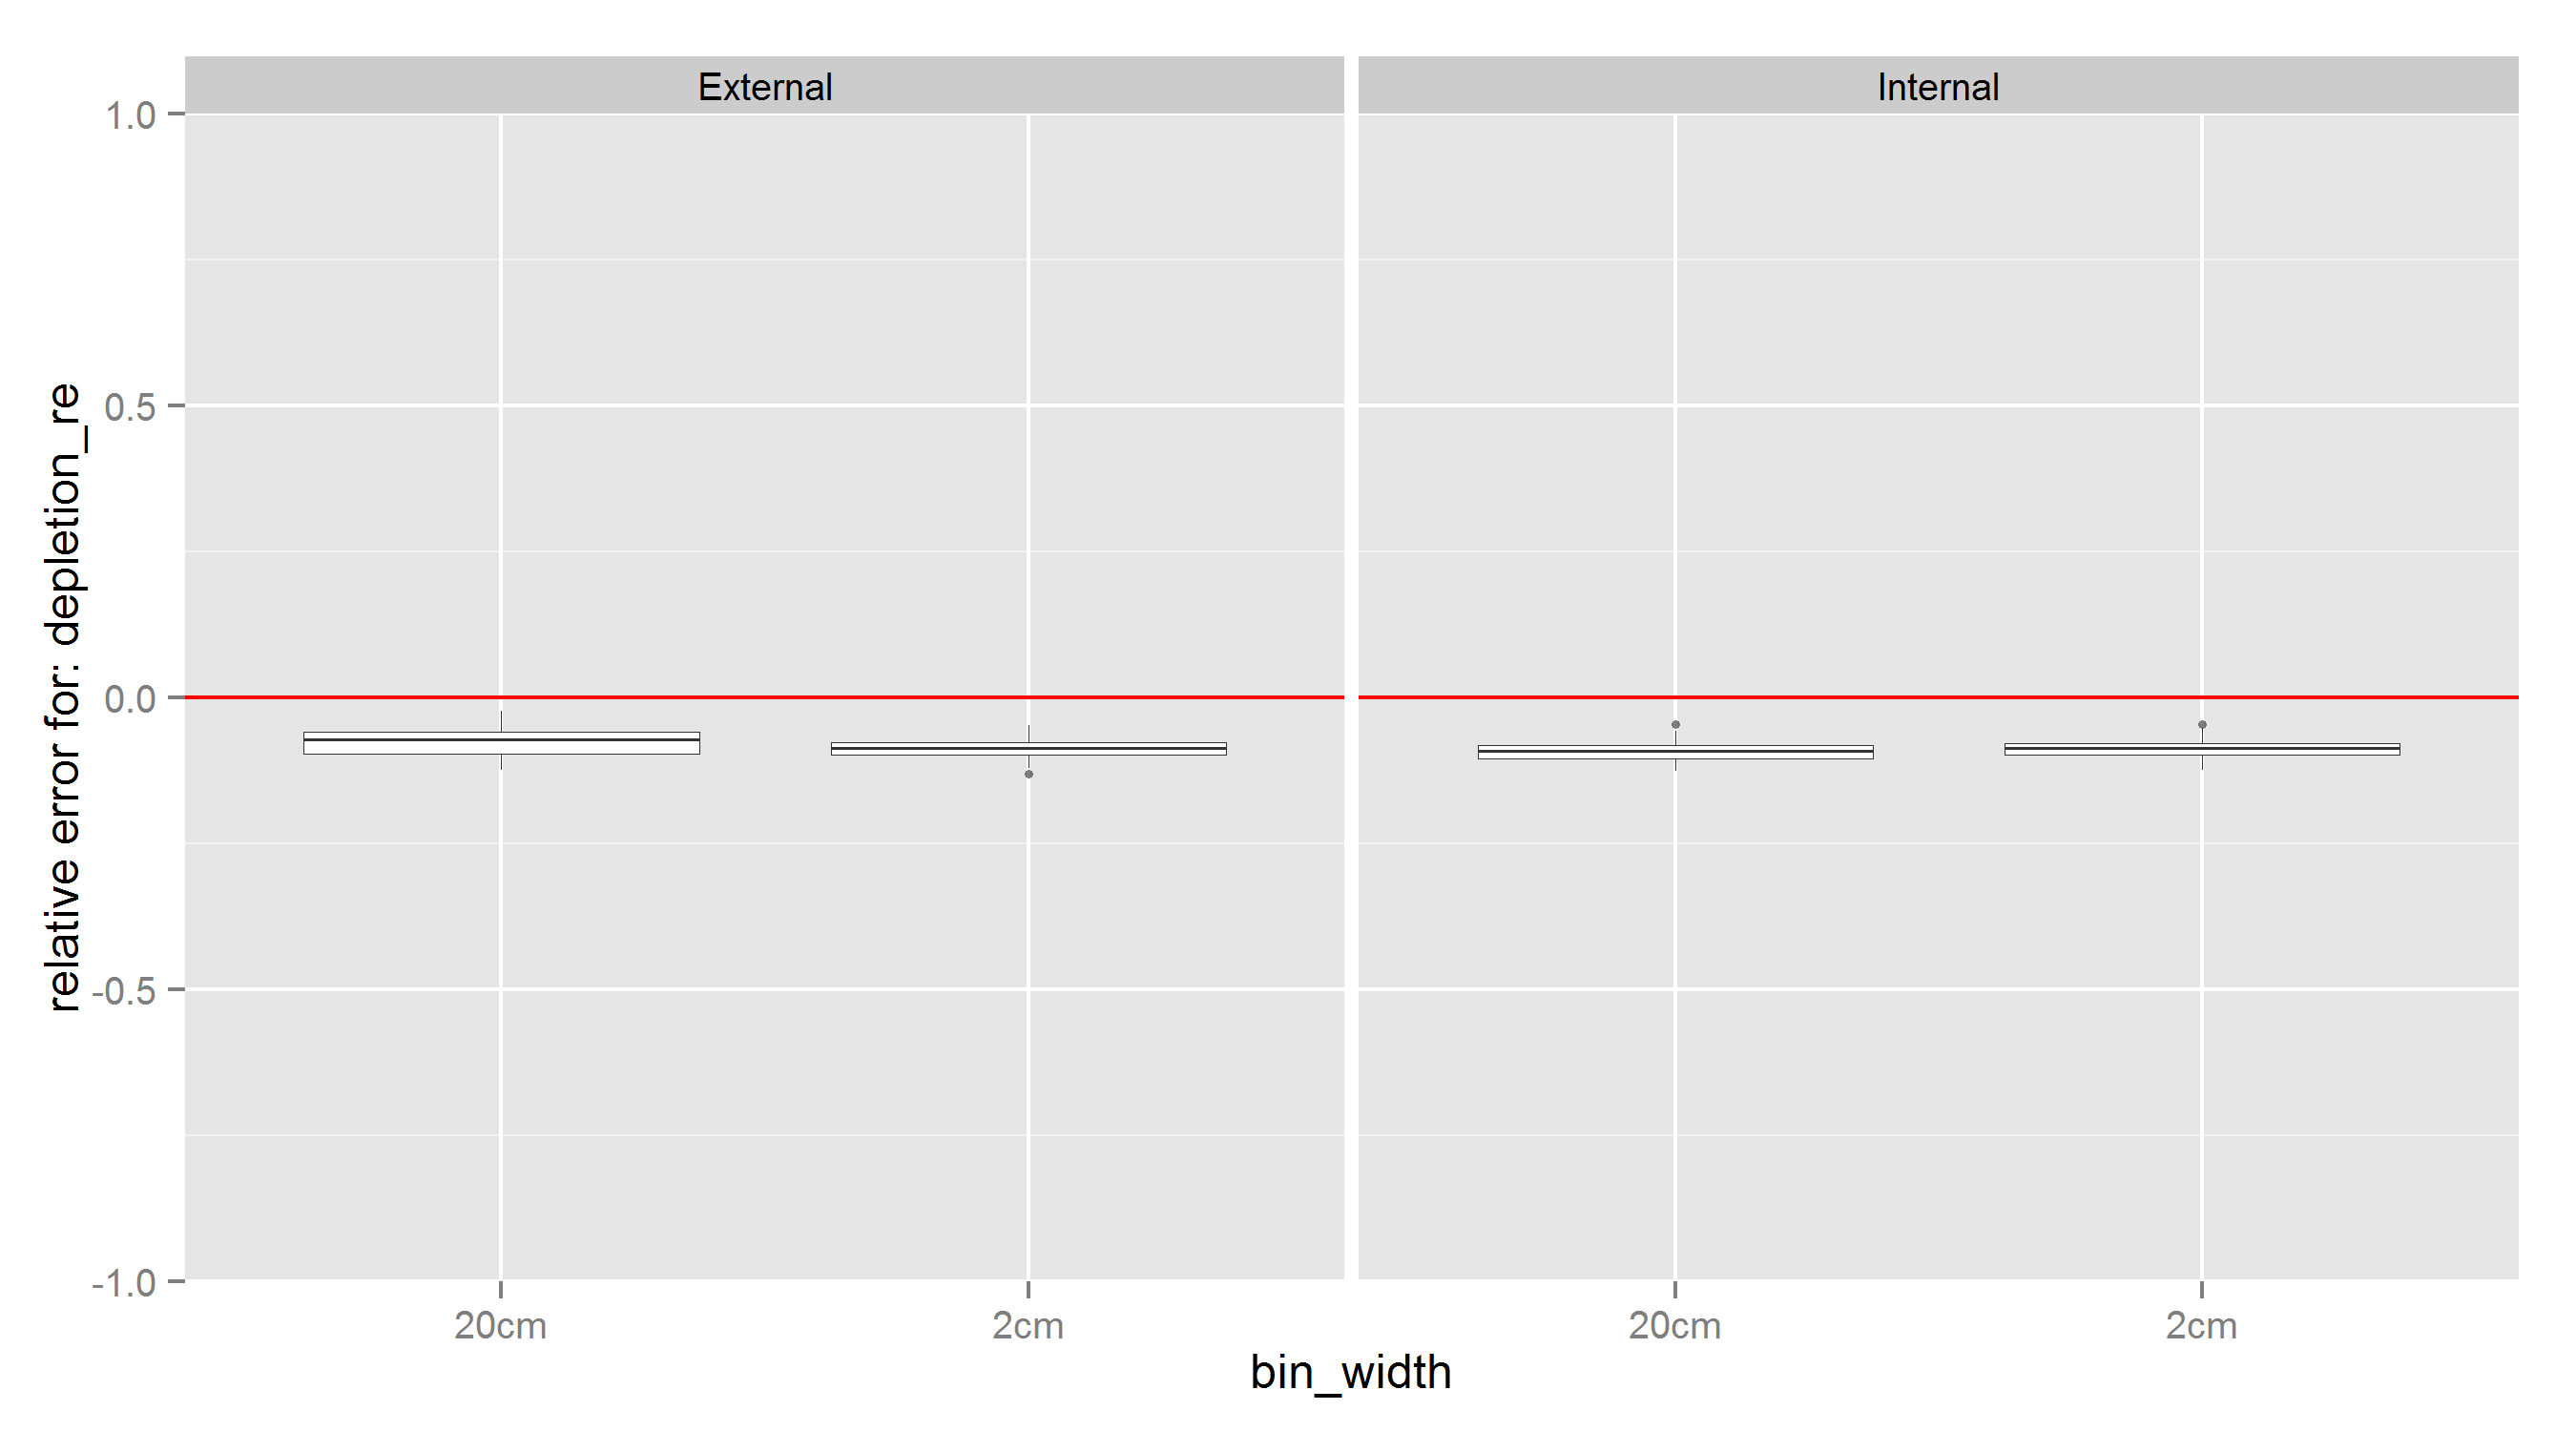 External
Internal
1.0
0.5
0.0
-0.5
-1.0
relative error for: depletion_re
20cm
2cm
20cm
2cm
bin_width